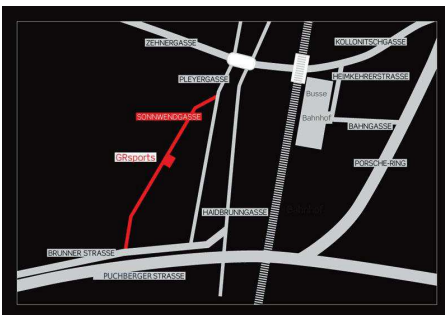 ZEHNERGASSE
KOLLONITSCHGASSE
PLEYERGASSE
HEIMKEHRERSTRASSE
Busse
SONNWENDGASSE
Bahnhof
BAHNGASSE
GRsports
PORSCHE-RING
HAIDBRUNNGASSE
BRUNNER STRASSE
PUCHBERGER STRASSE